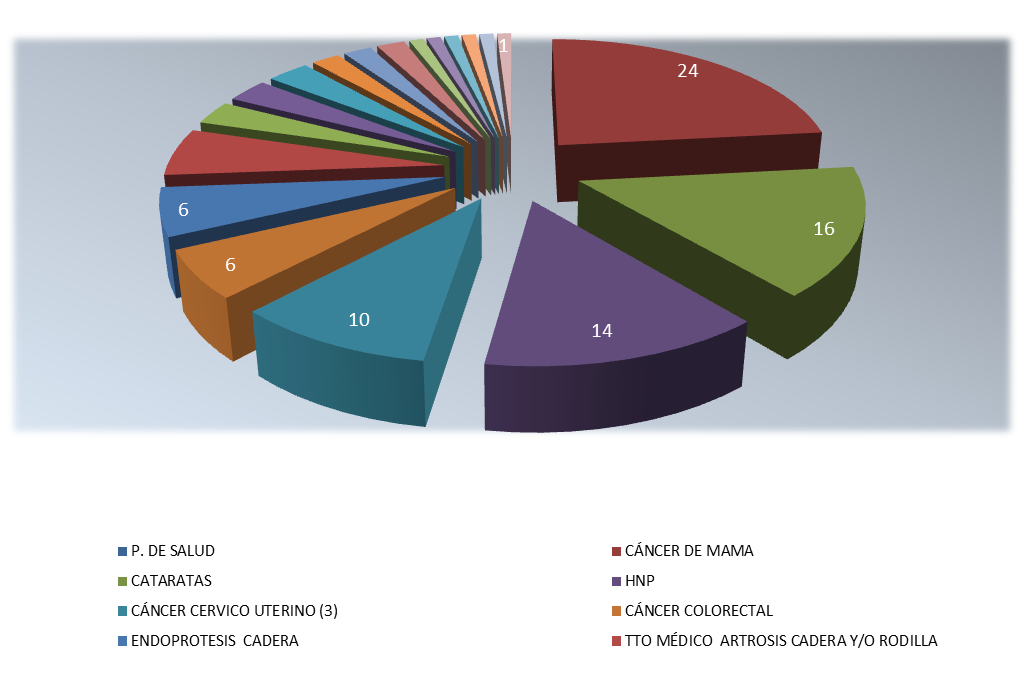 1
24
16
14
10
6
6
P. DE SALUD
CÁNCER DE MAMA
CATARATAS
HNP
CÁNCER CERVICO UTERINO (3)
CÁNCER COLORECTAL
ENDOPROTESIS  CADERA
TTO MÉDICO  ARTROSIS CADERA Y/O RODILLA